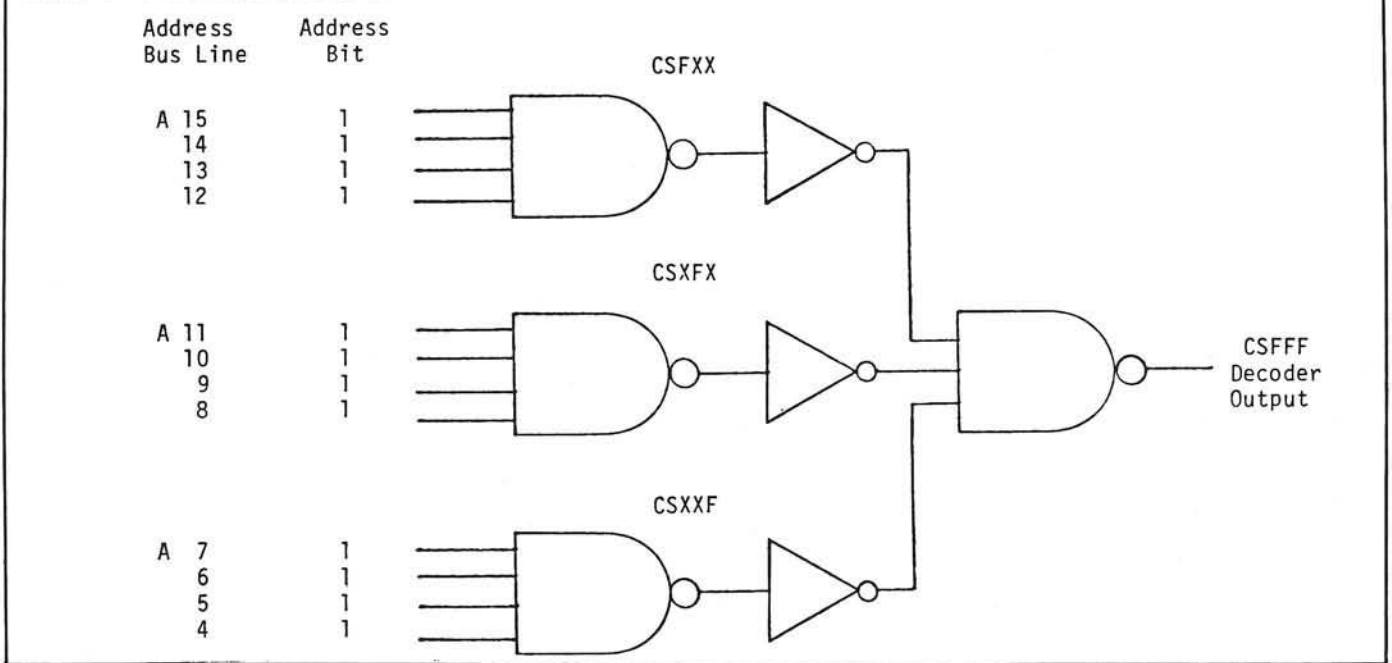 Address Address
Bus Line Bit
CSFXX
A 15 1
14 1
13 1
12 1
CSXFX
A 11 1
10 1
9 1
8 1
CSFFF
Decoder
Output
CSXXF
A 7 1
6 1
5 1
4 1